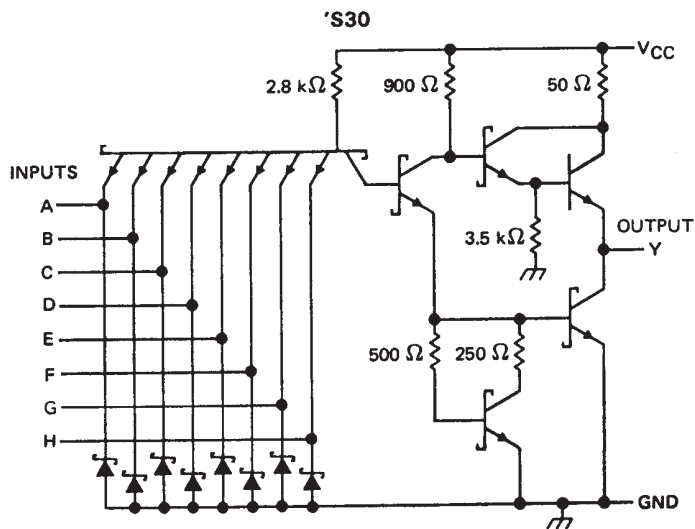 'S30
VCC
2.8 kΩ 900 Ω 50 Ω
INPUTS
A
OUTPUT
B
3.5 kΩ
Y
C
D
E
500 Ω 250 Ω
F
G
H
GND